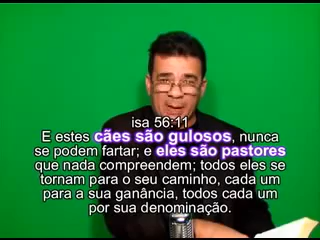 isa 56:11
E estes cães são gulosos, nunca
se podem fartar; e eles são pastores
que nada compreendem; todos eles se
tornam para o seu caminho, cada um
para a sua ganância, todos cada um
por sua denominação.